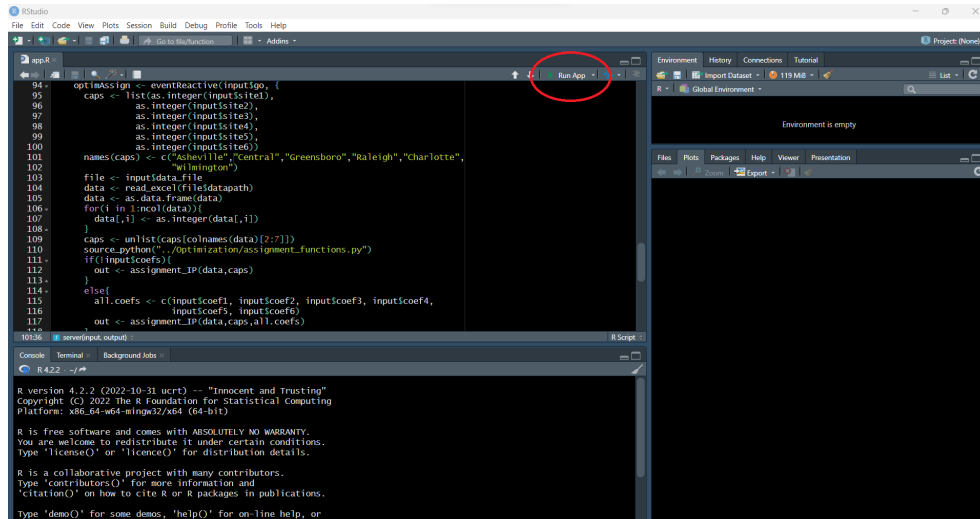 RStudio
File Edit Code View Plots Session Build Debug Profile Tools Help
Go to file/function Addins
Project: (None)
app.R
Run App
94 optimAssign <- eventReactive(input$go, {
95 caps <- list(as.integer(input$site1),
96 as.integer(input$site2),
97 as.integer(input$site3),
98 as.integer(input$site4),
99 as.integer(input$site5),
100 as.integer(input$site6))
101 names(caps) <- c("Asheville","Central","Greensboro","Raleigh","Charlotte",
102 "Wilmington")
103 file <- input$data_file
104 data <- read_excel(file$datapath)
105 data <- as.data.frame(data)
106 for(i in 1:ncol(data)){
107 data[,i] <- as.integer(data[,i])
108 }
109 caps <- unlist(caps[colnames(data)[2:7]])
110 source_python("../Optimization/assignment_functions.py")
111 if(!input$coefs){
112 out <- assignment_IP(data,caps)
113 }
114 else{
115 all.coefs <- c(input$coef1, input$coef2, input$coef3, input$coef4,
116 input$coef5, input$coef6)
117 out <- assignment_IP(data,caps,all.coefs)
118 }
101:36 server(input, output) R Script
Console Terminal Background Jobs
R 4.2.2 · ~/
R version 4.2.2 (2022-10-31 ucrt) -- "Innocent and Trusting"
Copyright (C) 2022 The R Foundation for Statistical Computing
Platform: x86_64-w64-mingw32/x64 (64-bit)
R is free software and comes with ABSOLUTELY NO WARRANTY.
You are welcome to redistribute it under certain conditions.
Type 'license()' or 'licence()' for distribution details.
R is a collaborative project with many contributors.
Type 'contributors()' for more information and
'citation()' on how to cite R or R packages in publications.
Type 'demo()' for some demos, 'help()' for on-line help, or
Environment History Connections Tutorial
Import Dataset 119 MiB List
R Global Environment
Environment is empty
Files Plots Packages Help Viewer Presentation
Zoom Export